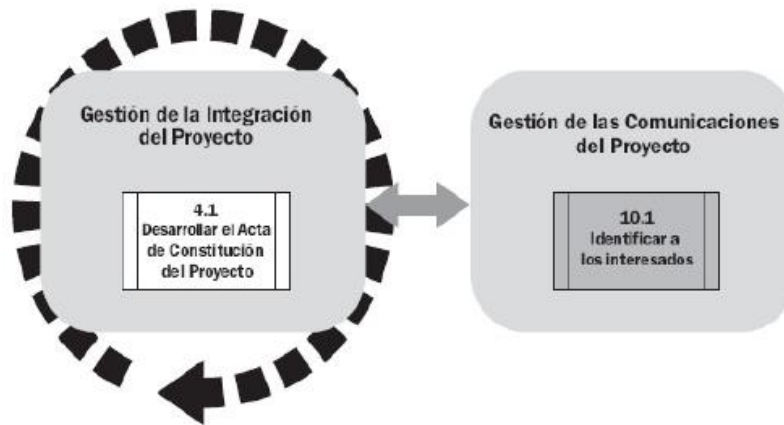 Gestión de la Integración
del Proyecto
4.1
Desarrollar el Acta
de Constitución
del Proyecto
Gestión de las Comunicaciones
del Proyecto
10.1
Identificar a
los interesados